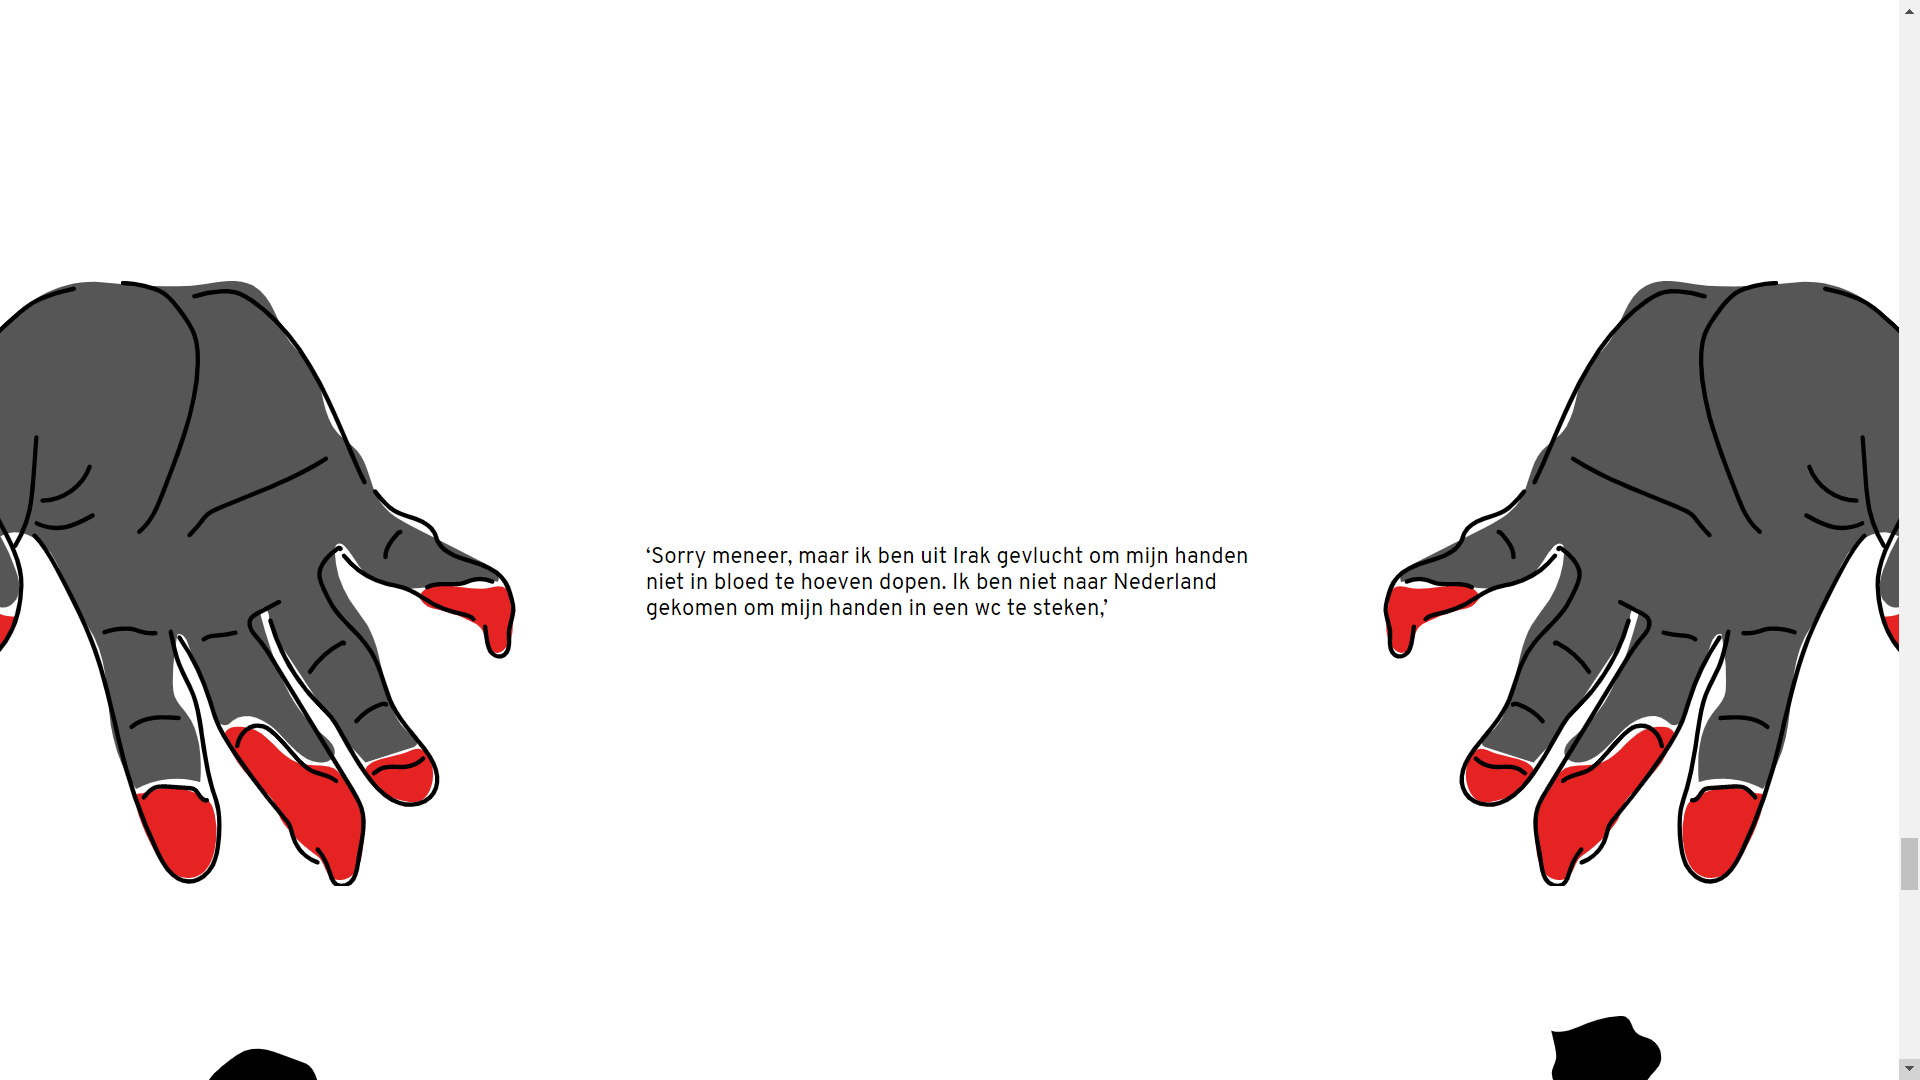 ‘Sorry meneer, maar ik ben uit Irak gevlucht om mijn handen
niet in bloed te hoeven dopen. Ik ben niet naar Nederland
gekomen om mijn handen in een wc te steken,’